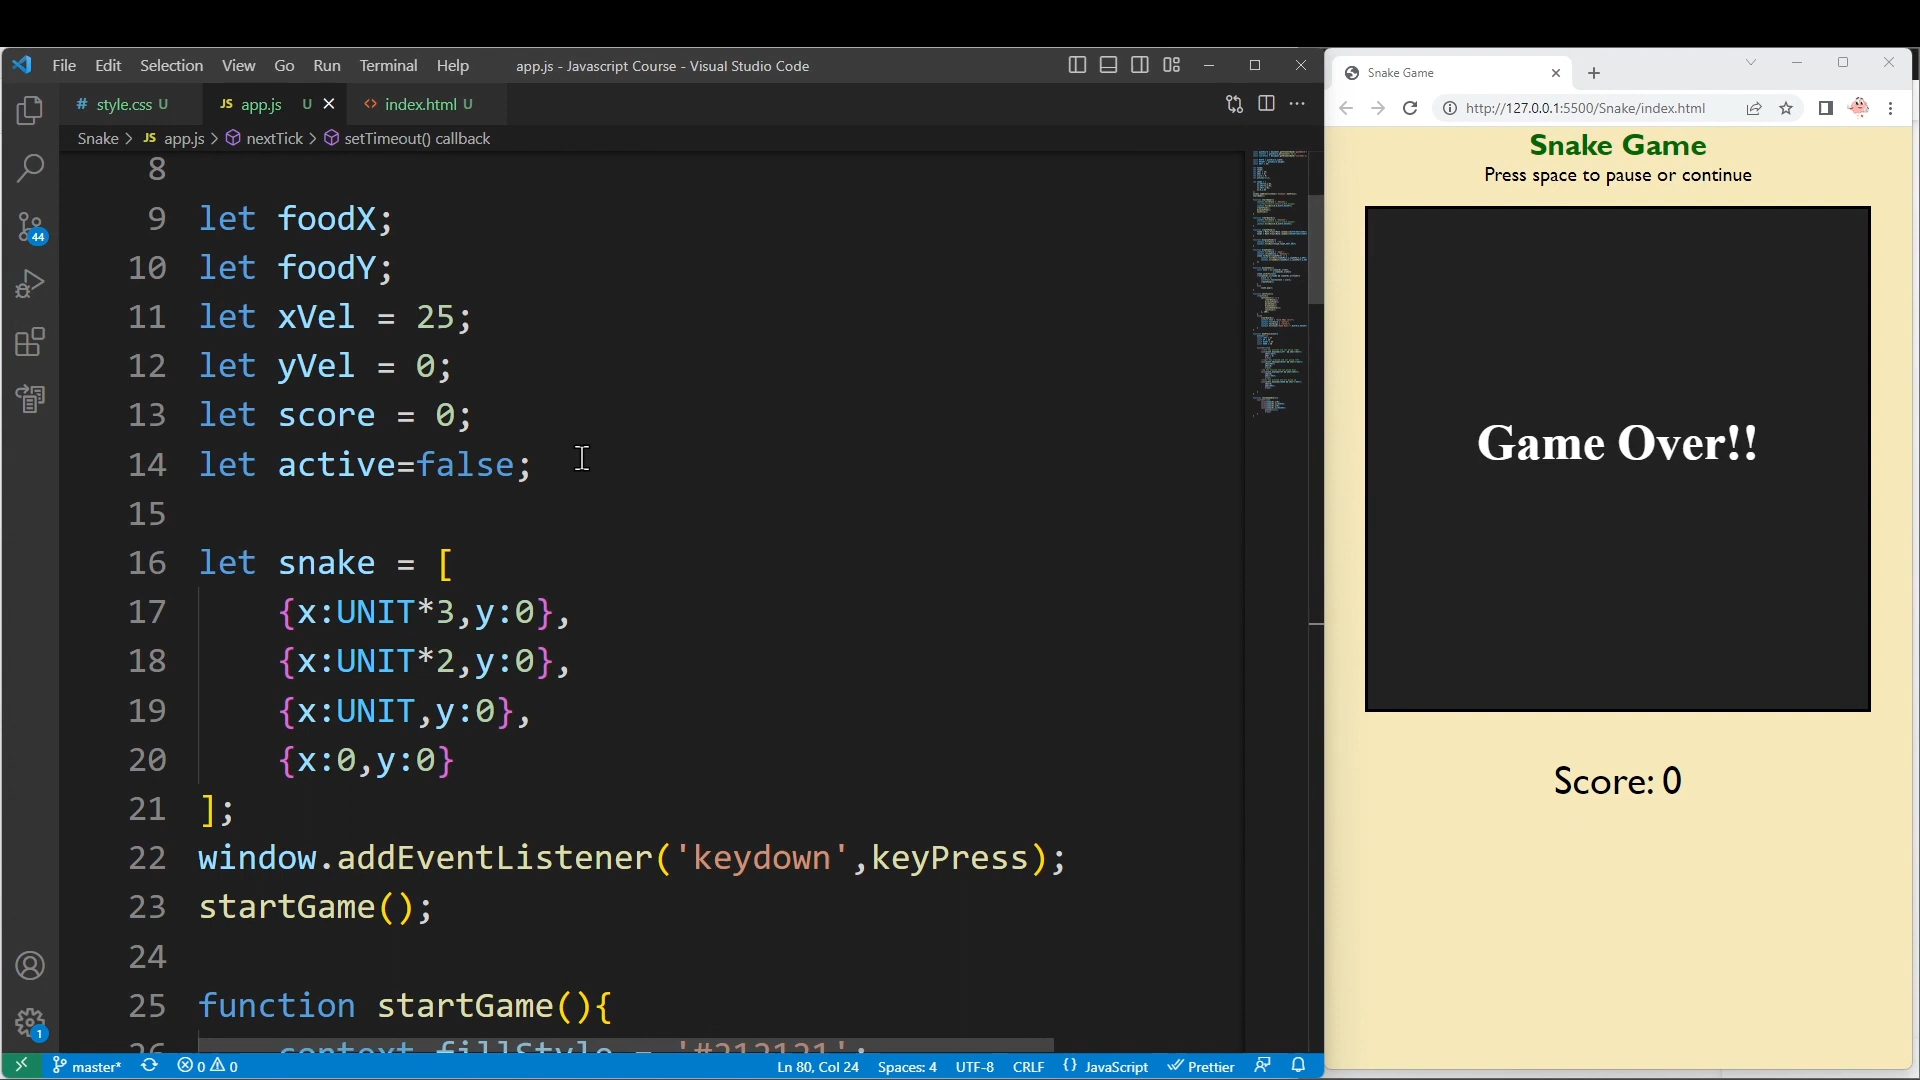 File Edit Selection View Go Run Terminal Help app.js - Javascript Course - Visual Studio Code
# style.css U JS app.js U <> index.html U
Snake > JS app.js > nextTick > setTimeout() callback
8
9 let foodX;
10 let foodY;
11 let xVel = 25;
12 let yVel = 0;
13 let score = 0;
14 let active=false;
15
16 let snake = [
17 {x:UNIT*3,y:0},
18 {x:UNIT*2,y:0},
19 {x:UNIT,y:0},
20 {x:0,y:0}
21 ];
22 window.addEventListener('keydown',keyPress);
23 startGame();
24
25 function startGame(){
26 context.fillStyle = '#212121';
44
1
master* 0 0 Ln 80, Col 24 Spaces: 4 UTF-8 CRLF {} JavaScript Prettier
Snake Game
http://127.0.0.1:5500/Snake/index.html
Snake Game
Press space to pause or continue
Game Over!!
Score: 0